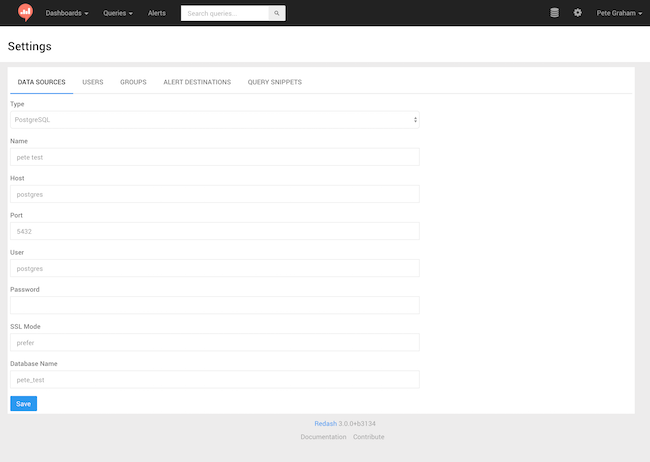 Dashboards Queries Alerts Search queries... Pete Graham
Settings
DATA SOURCES USERS GROUPS ALERT DESTINATIONS QUERY SNIPPETS
Type
PostgreSQL
Name
pete test
Host
postgres
Port
5432
User
postgres
Password
SSL Mode
prefer
Database Name
pete_test
Save
Redash 3.0.0+b3134
Documentation Contribute